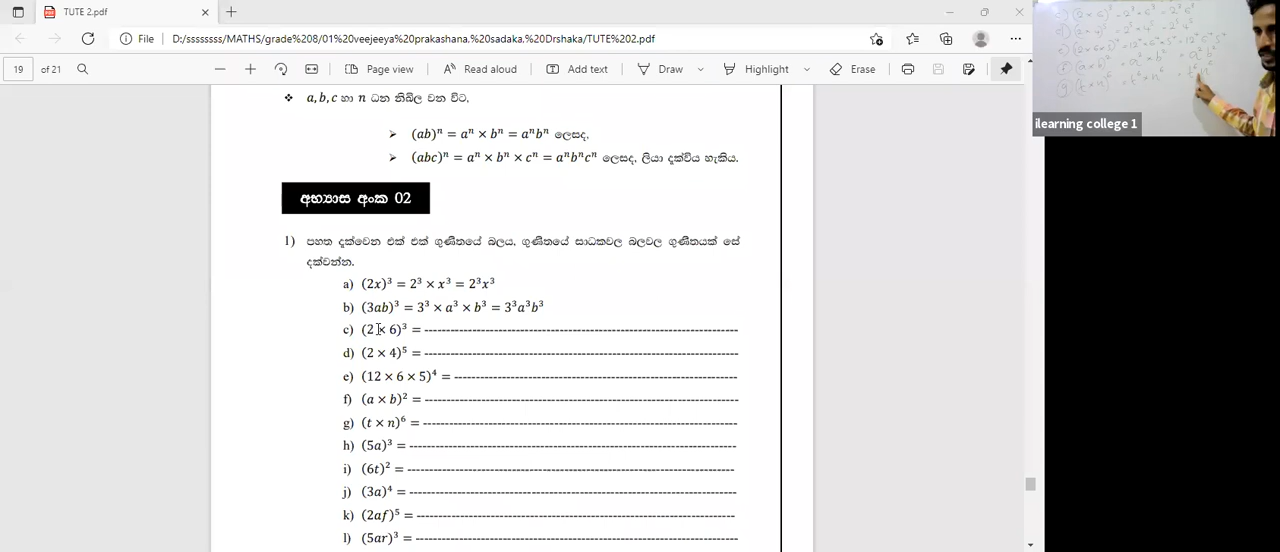 TUTE 2.pdf
File D:/sssssss/MATHS/grade%208/01%20veejeeya%20prakashana.%20sadaka.%20Drshaka/TUTE%202.pdf
19 of 21 Page view Draw Highlight Erase
ilearning college 1
❖ a, b, c හා n ධන නිඛිල වන විට,
➢ (ab)ⁿ = aⁿ × bⁿ = aⁿbⁿ ලෙසද,
➢ (abc)ⁿ = aⁿ × bⁿ × cⁿ = aⁿbⁿcⁿ ලෙසද, ලියා දැක්විය හැකිය.
අභ්‍යාස අංක 02
1) පහත දැක්වෙන එක් එක් ගුණිතයේ බලය, ගුණිතයේ සාධකවල බලවල ගුණිතයක් සේ
දක්වන්න.
a) (2x)³ = 2³ × x³ = 2³x³
b) (3ab)³ = 3³ × a³ × b³ = 3³a³b³
c) (2 × 6)³ = --------------------
d) (2 × 4)⁵ = --------------------
e) (12 × 6 × 5)⁴ = --------------------
f) (a × b)² = --------------------
g) (t × n)⁶ = --------------------
h) (5a)³ = --------------------
i) (6t)² = --------------------
j) (3a)⁴ = --------------------
k) (2af)⁵ = --------------------
l) (5ar)³ = --------------------